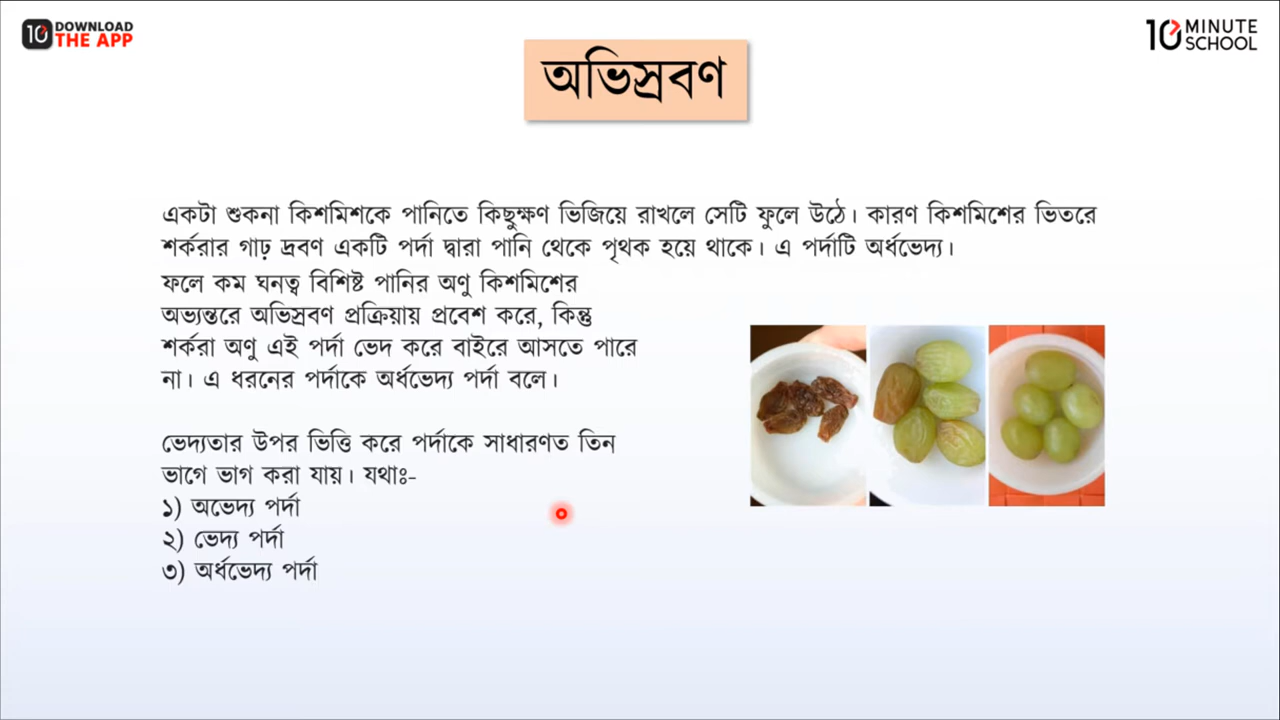 DOWNLOAD
THE APP
10 MINUTE
SCHOOL
অভিস্রবণ
একটা শুকনা কিশমিশকে পানিতে কিছুক্ষণ ভিজিয়ে রাখলে সেটি ফুলে উঠে। কারণ কিশমিশের ভিতরে
শর্করার গাঢ় দ্রবণ একটি পর্দা দ্বারা পানি থেকে পৃথক হয়ে থাকে। এ পর্দাটি অর্ধভেদ্য।
ফলে কম ঘনত্ব বিশিষ্ট পানির অণু কিশমিশের
অভ্যন্তরে অভিস্রবণ প্রক্রিয়ায় প্রবেশ করে, কিন্তু
শর্করা অণু এই পর্দা ভেদ করে বাইরে আসতে পারে
না। এ ধরনের পর্দাকে অর্ধভেদ্য পর্দা বলে।
ভেদ্যতার উপর ভিত্তি করে পর্দাকে সাধারণত তিন
ভাগে ভাগ করা যায়। যথাঃ-
১) অভেদ্য পর্দা
২) ভেদ্য পর্দা
৩) অর্ধভেদ্য পর্দা